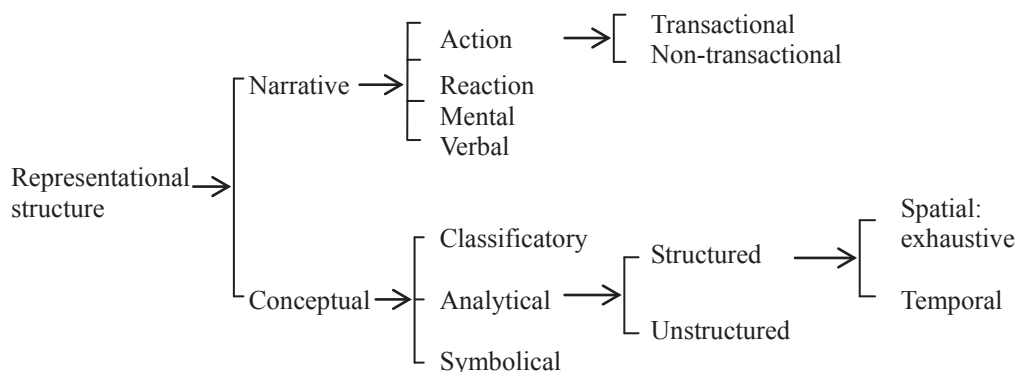 Representational
structure
Narrative
Action
Reaction
Mental
Verbal
Transactional
Non-transactional
Conceptual
Classificatory
Analytical
Symbolical
Structured
Unstructured
Spatial:
exhaustive
Temporal